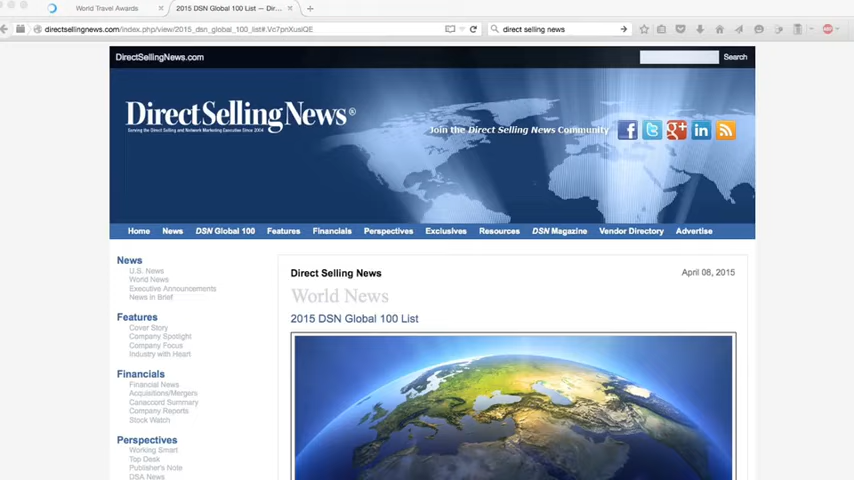 World Travel Awards
2015 DSN Global 100 List — Dir...
directsellingnews.com/index.php/view/2015_dsn_global_100_list#.Vc7pnXusiQE
direct selling news
DirectSellingNews.com
Search
DirectSellingNews®
Serving the Direct Selling and Network Marketing Executive Since 2004
Join the Direct Selling News Community
Home News DSN Global 100 Features Financials Perspectives Exclusives Resources DSN Magazine Vendor Directory Advertise
News
U.S. News
World News
Executive Announcements
News in Brief
Features
Cover Story
Company Spotlight
Company Focus
Industry with Heart
Financials
Financial News
Acquisitions/Mergers
Canaccord Summary
Company Reports
Stock Watch
Perspectives
Working Smart
Top Desk
Publisher's Note
DSA News
Direct Selling News
April 08, 2015
World News
2015 DSN Global 100 List